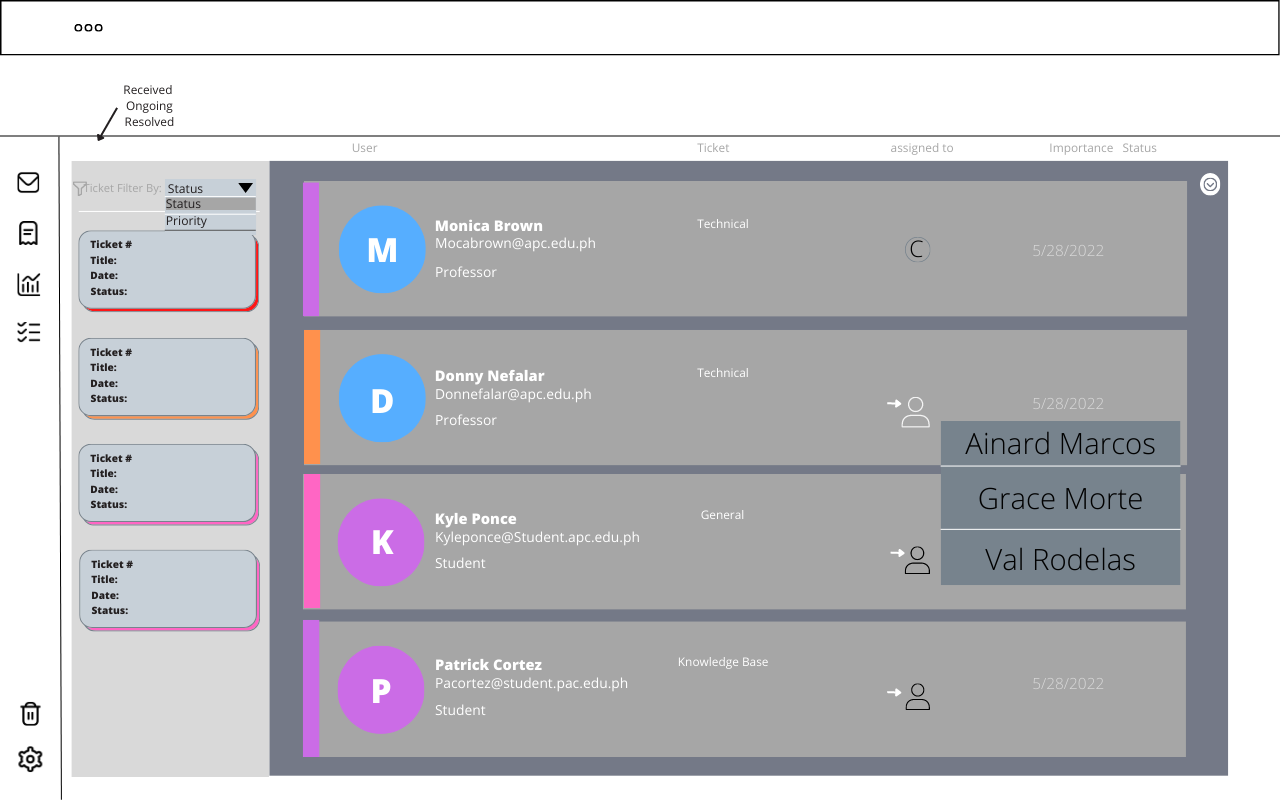 Received
Ongoing
Resolved
User
Ticket
assigned to
Importance
Status
Ticket Filter By:
Status
Status
Priority
Ticket #
Title:
Date:
Status:
Ticket #
Title:
Date:
Status:
Ticket #
Title:
Date:
Status:
Ticket #
Title:
Date:
Status:
M
Monica Brown
Mocabrown@apc.edu.ph
Professor
Technical
C
5/28/2022
D
Donny Nefalar
Donnefalar@apc.edu.ph
Professor
Technical
5/28/2022
Ainard Marcos
Grace Morte
Val Rodelas
K
Kyle Ponce
Kyleponce@Student.apc.edu.ph
Student
General
P
Patrick Cortez
Pacortez@student.pac.edu.ph
Student
Knowledge Base
5/28/2022